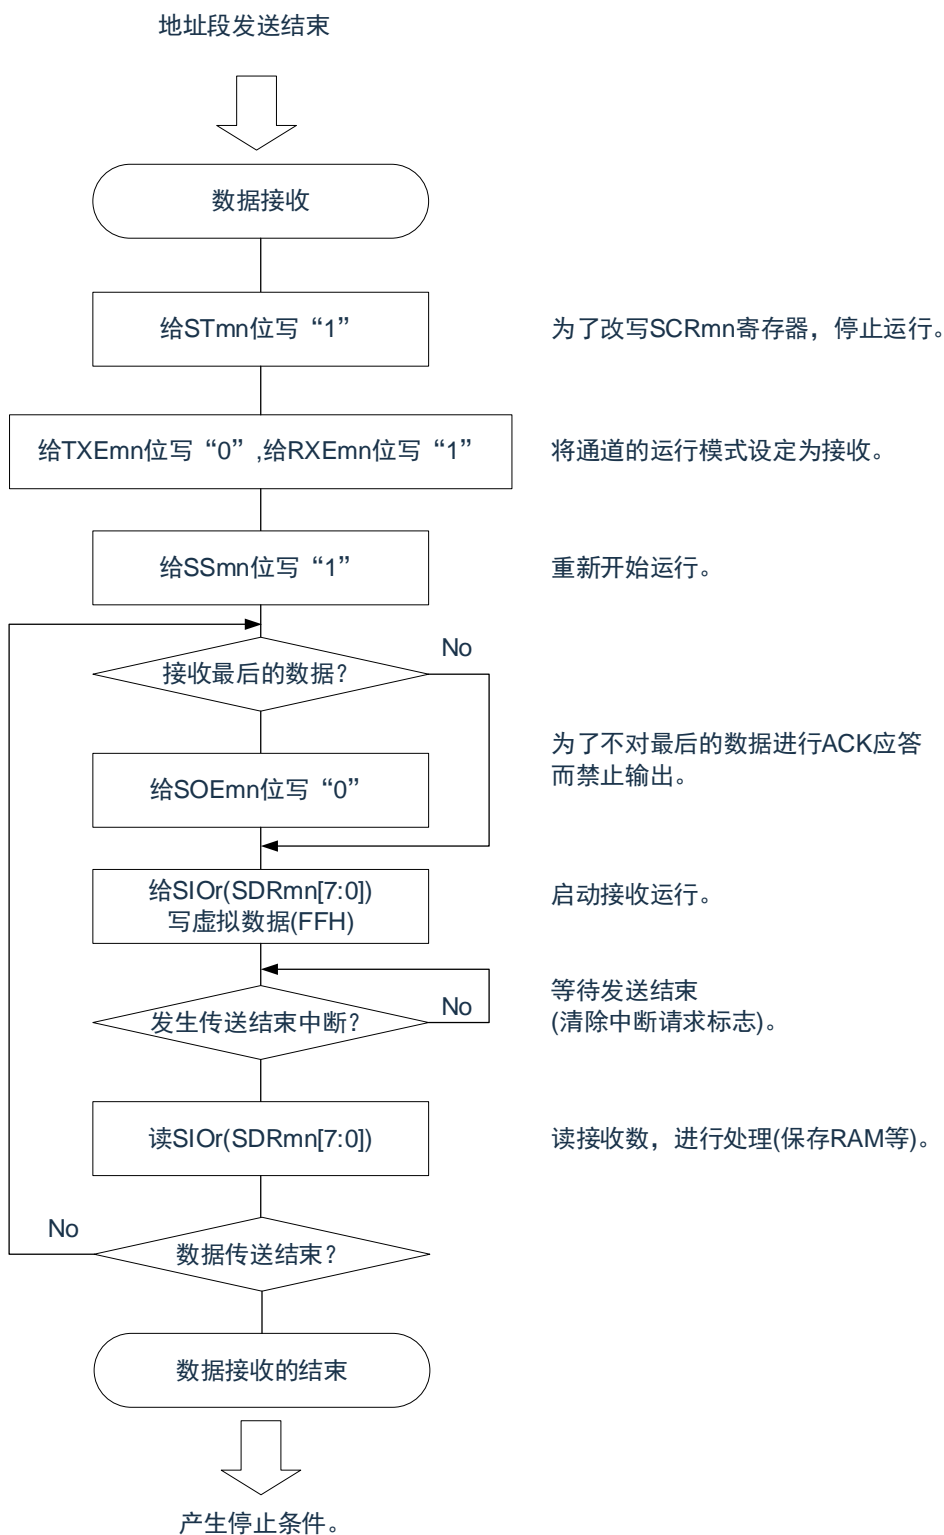 地址段发送结束
数据接收
给STmn位写“1”
为了改写SCRmn寄存器，停止运行。
给TXEmn位写“0”,给RXEmn位写“1”
将通道的运行模式设定为接收。
给SSmn位写“1”
重新开始运行。
No
接收最后的数据？
为了不对最后的数据进行ACK应答
而禁止输出。
给SOEmn位写“0”
给SIOr(SDRmn[7:0])
写虚拟数据(FFH)
启动接收运行。
No
发生传送结束中断？
等待发送结束
(清除中断请求标志)。
读SIOr(SDRmn[7:0])
读接收数，进行处理(保存RAM等)。
No
数据传送结束？
数据接收的结束
产生停止条件。